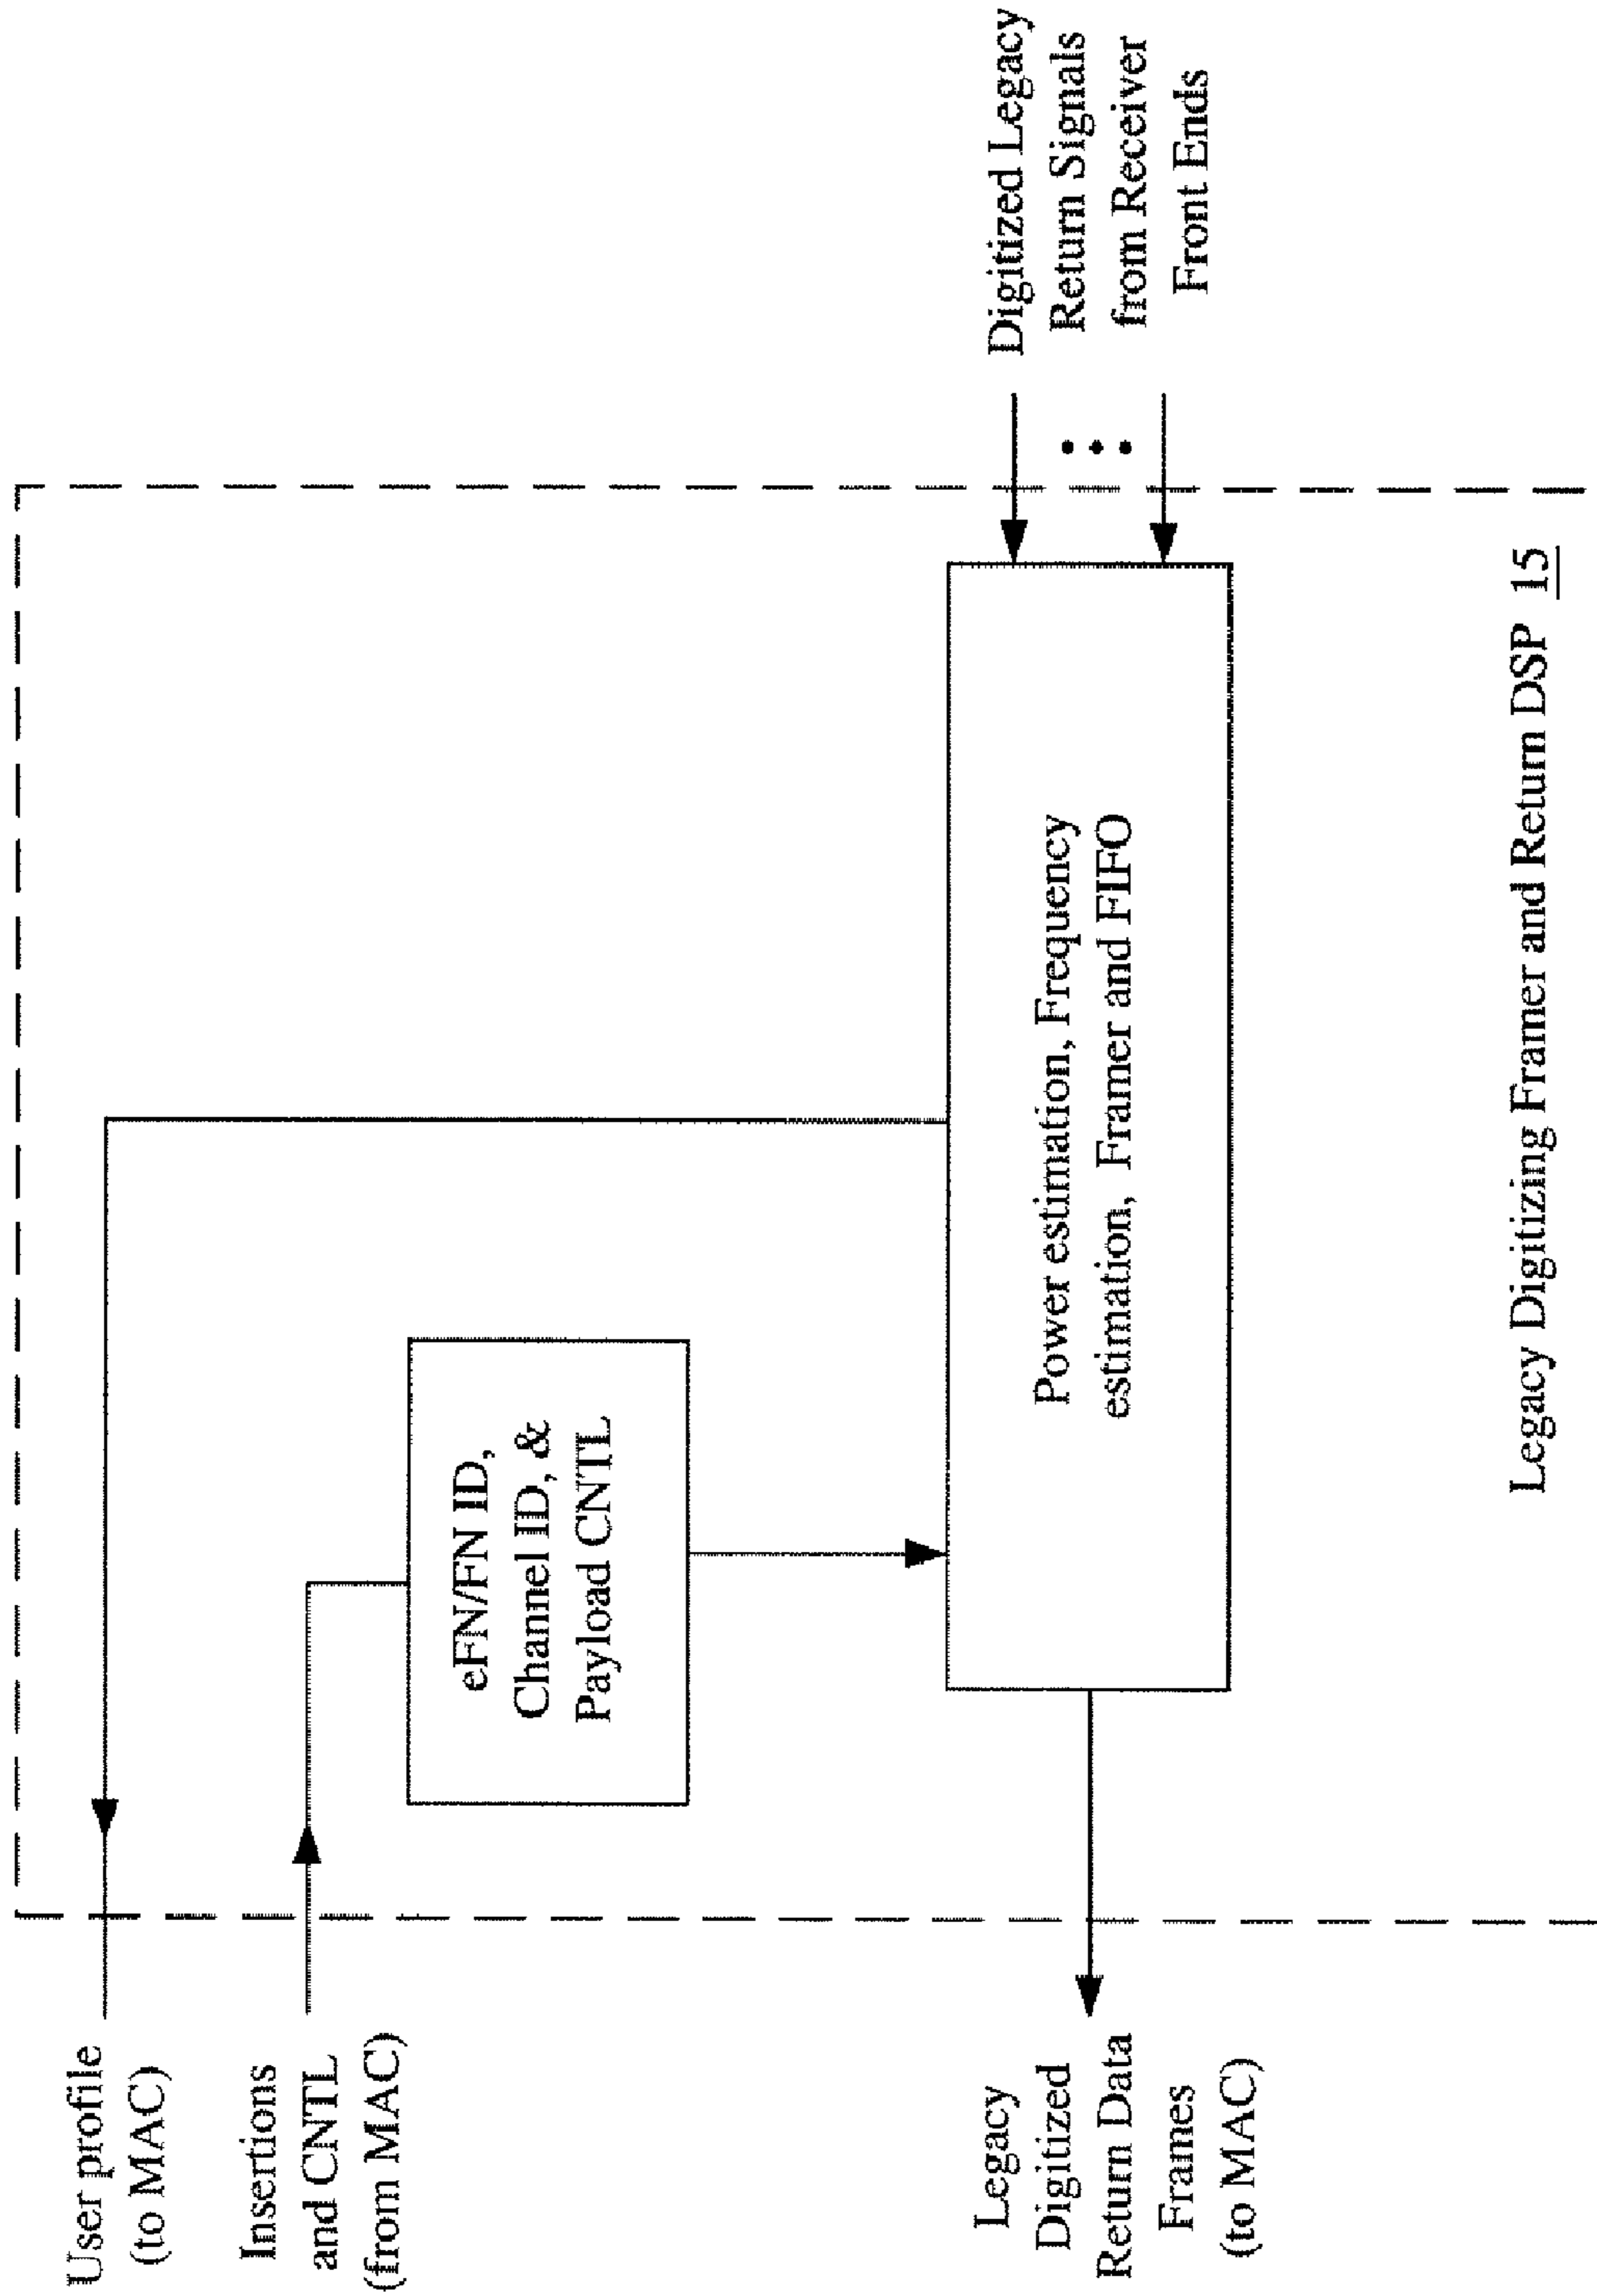 User profile
(to MAC)
Insertions
and CNTL
(from MAC)
eFN/FN ID,
Channel ID, &
Payload CNTL
Legacy
Digitized
Return Data
Frames
(to MAC)
Power estimation, Frequency
estimation, Framer and FIFO
Digitized Legacy
Return Signals
from Receiver
Front Ends
Legacy Digitizing Framer and Return DSP 15